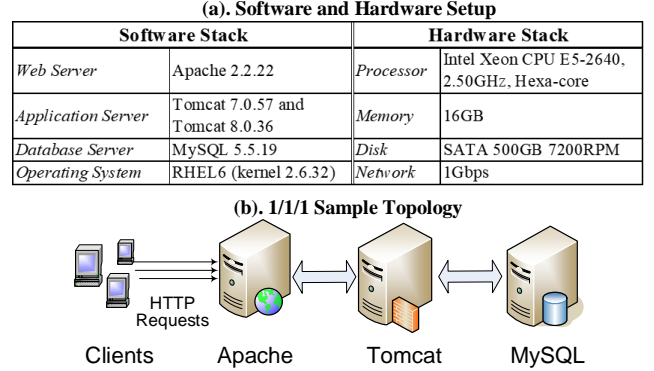 (a). Software and Hardware Setup
Software Stack Hardware Stack
Web Server Apache 2.2.22 Processor Intel Xeon CPU E5-2640,
2.50GHz, Hexa-core
Application Server Tomcat 7.0.57 and
Tomcat 8.0.36 Memory 16GB
Database Server MySQL 5.5.19 Disk SATA 500GB 7200RPM
Operating System RHEL6 (kernel 2.6.32) Network 1Gbps
(b). 1/1/1 Sample Topology
HTTP
Requests
Clients Apache Tomcat MySQL